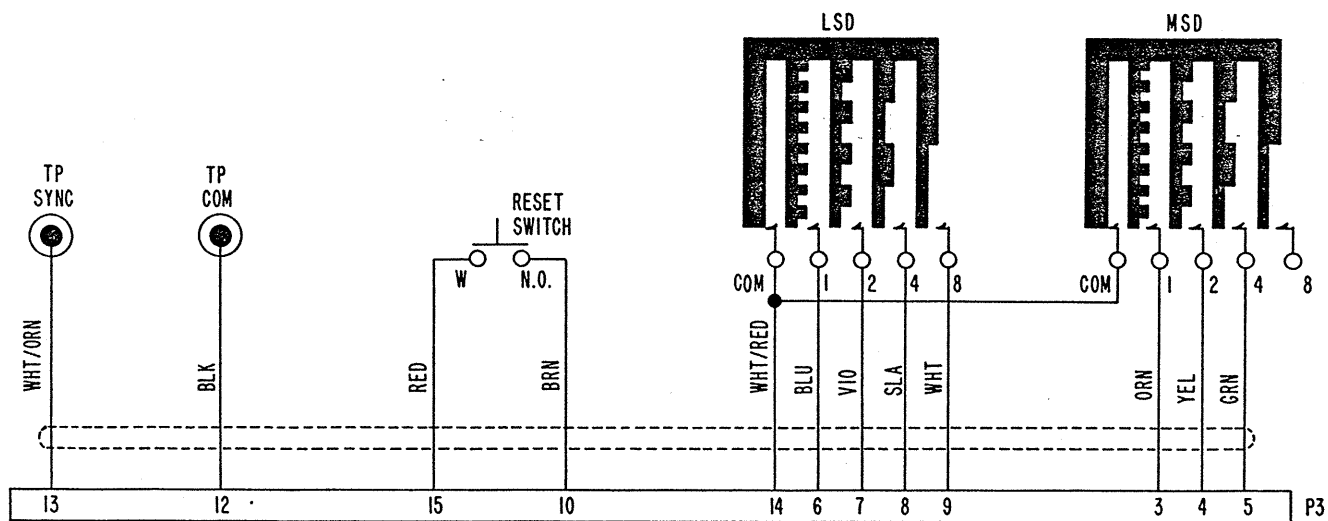 LSD
MSD
TP
SYNC
TP
COM
RESET
SWITCH
W
N.O.
COM
1
2
4
8
COM
1
2
4
8
WHT/ORN
BLK
RED
BRN
WHT/RED
BLU
VIO
SLA
WHT
ORN
YEL
GRN
13
12
15
10
14
6
7
8
9
3
4
5
P3